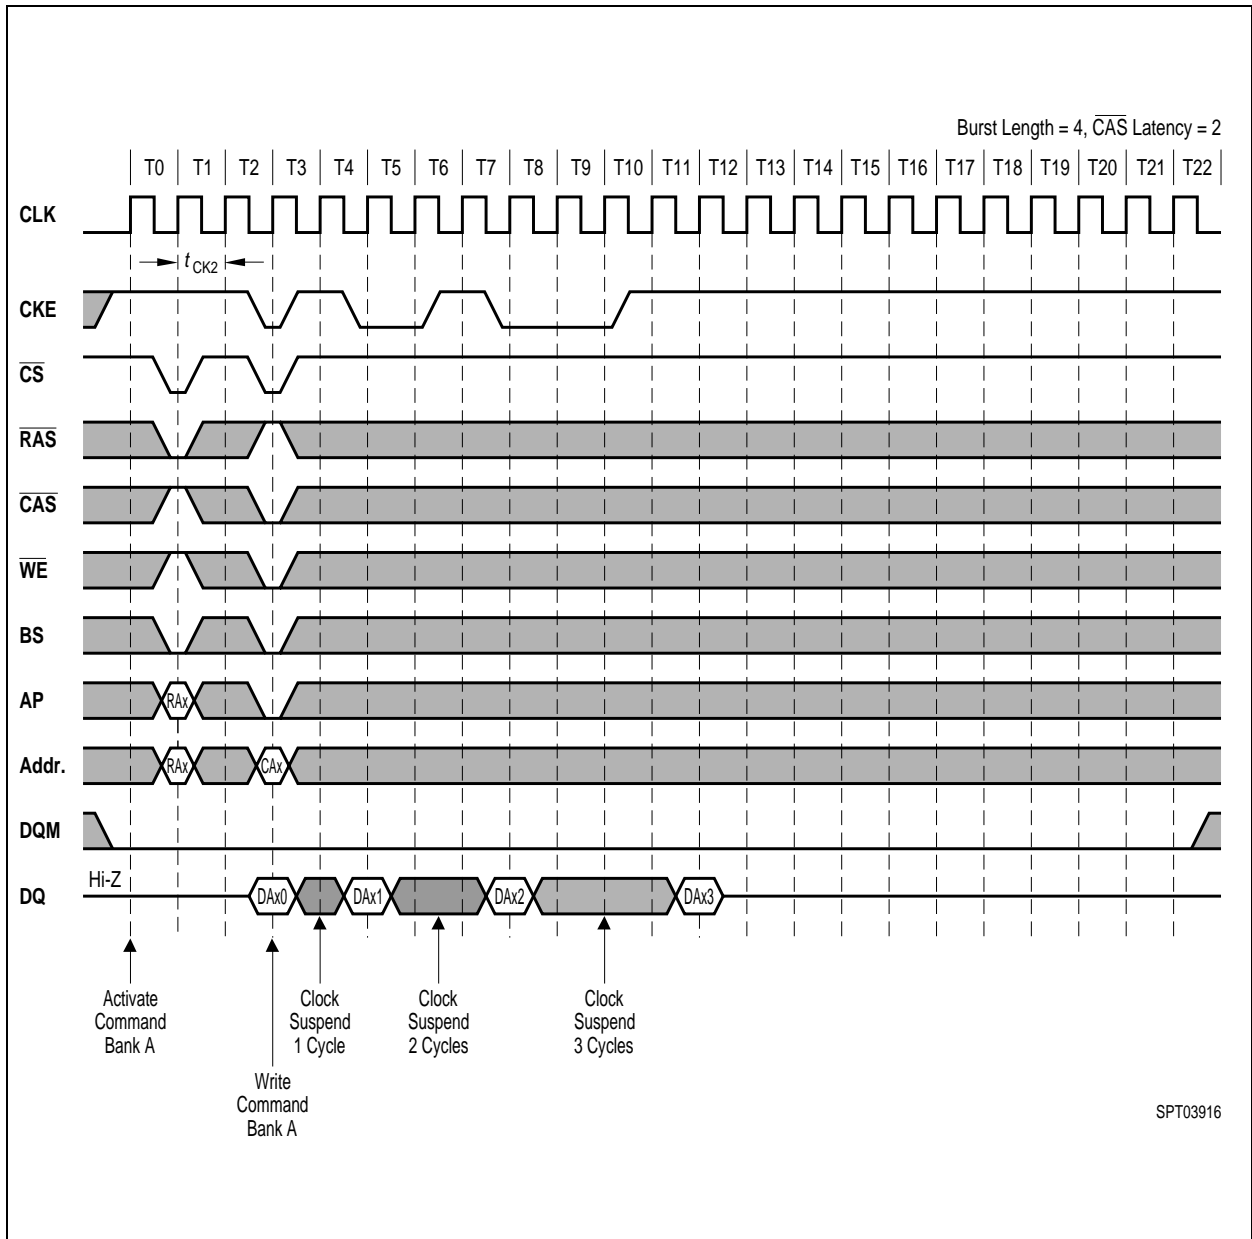 Burst Length = 4, CAS Latency = 2
T0 T1 T2 T3 T4 T5 T6 T7 T8 T9 T10 T11 T12 T13 T14 T15 T16 T17 T18 T19 T20 T21 T22
CLK
t CK2
CKE
CS
RAS
CAS
WE
BS
AP
RAx
Addr.
RAx CAx
DQM
Hi-Z
DQ
DAx0 DAx1 DAx2 DAx3
Activate
Command
Bank A
Write
Command
Bank A
Clock
Suspend
1 Cycle
Clock
Suspend
2 Cycles
Clock
Suspend
3 Cycles
SPT03916